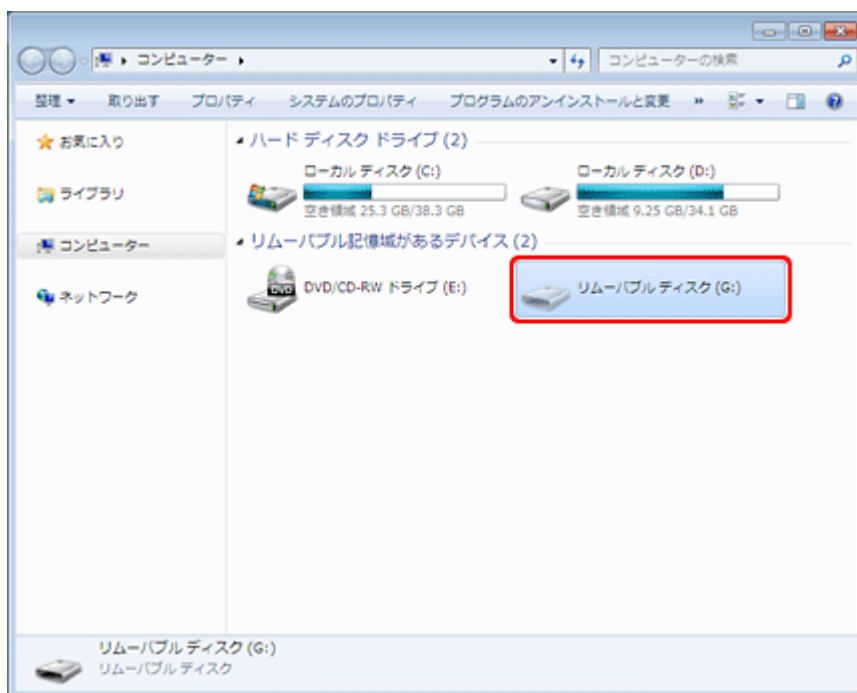 コンピューター
コンピューターの検索
整理 取り出す プロパティ システムのプロパティ プログラムのアンインストールと変更 »
お気に入り
ライブラリ
コンピューター
ネットワーク
ハード ディスク ドライブ (2)
ローカル ディスク (C:)
空き領域 25.3 GB/38.3 GB
ローカル ディスク (D:)
空き領域 9.25 GB/34.1 GB
リムーバブル記憶域があるデバイス (2)
DVD
DVD/CD-RW ドライブ (E:)
リムーバブル ディスク (G:)
リムーバブル ディスク (G:)
リムーバブル ディスク